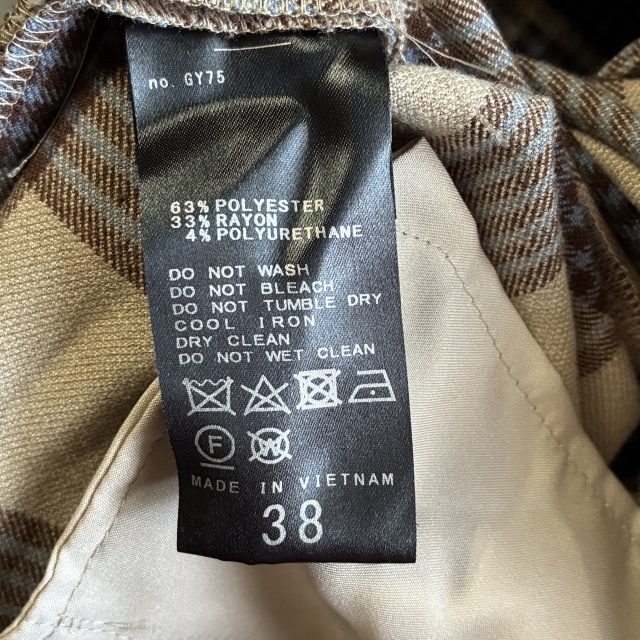 no. GY75
63% POLYESTER
33% RAYON
4% POLYURETHANE
DO NOT WASH
DO NOT BLEACH
DO NOT TUMBLE DRY
COOL IRON
DRY CLEAN
DO NOT WET CLEAN
F W
MADE IN VIETNAM
38